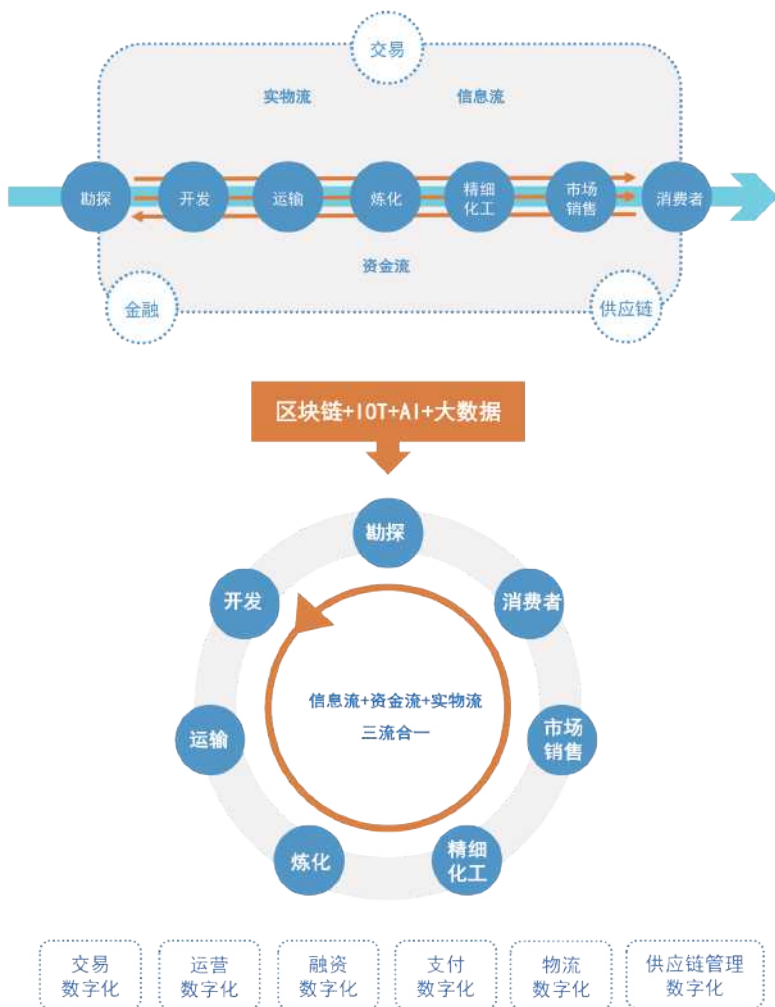 交易
实物流
信息流
勘探
开发
运输
炼化
精细
化工
市场
销售
消费者
资金流
金融
供应链
区块链+IOT+AI+大数据
勘探
开发
消费者
信息流+资金流+实物流
三流合一
运输
市场
销售
炼化
精细
化工
交易
数字化
运营
数字化
融资
数字化
支付
数字化
物流
数字化
供应链管理
数字化